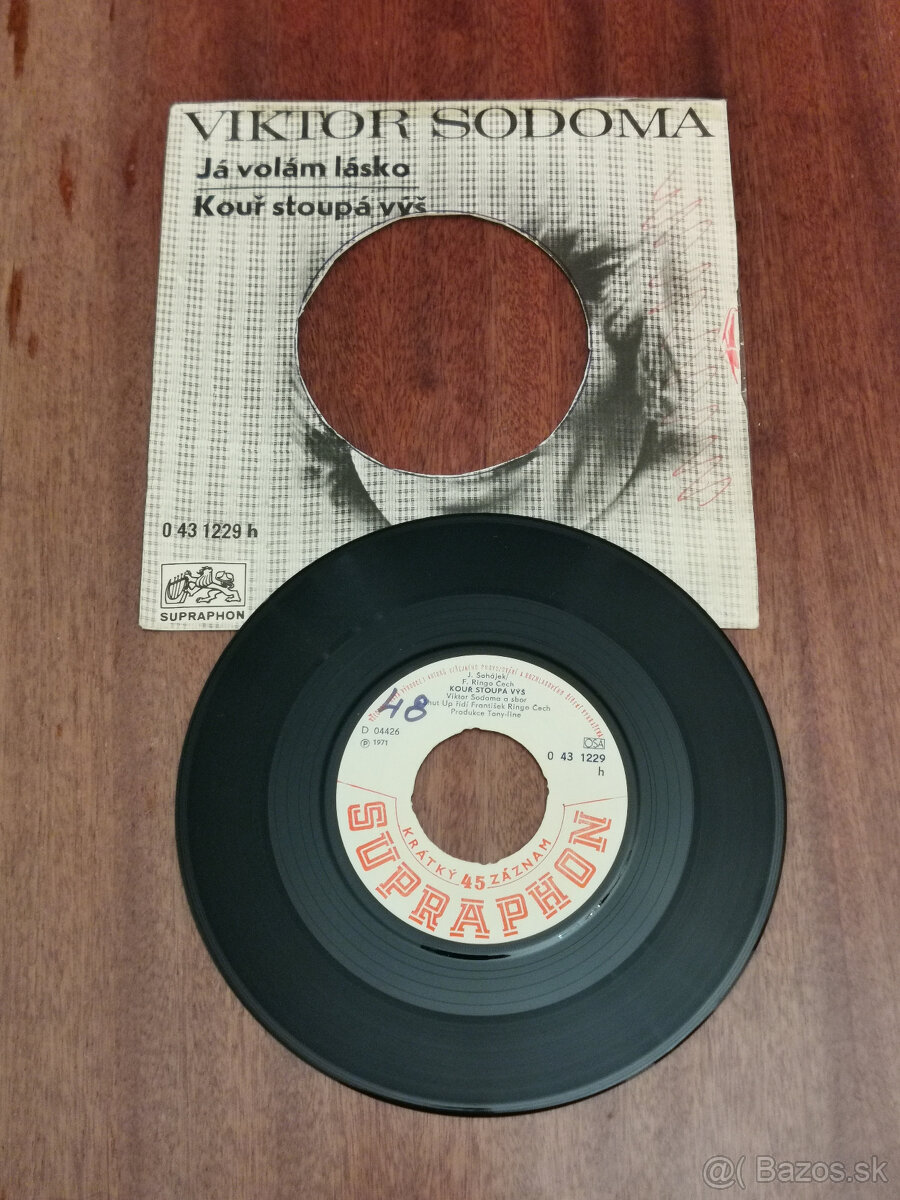 VIKTOR SODOMA
Já volám lásko
Kouř stoupá výš
0 43 1229 h
SUPRAPHON
J. Sahájek
F. Ringo Čech
KOUŘ STOUPÁ VÝŠ
Viktor Sodoma a sbor
hut Up řídí František Ringo Čech
Produkce Tony-line
48
D 04426
℗ 1971
OSA
0 43 1229
h
KRÁTKÝ 45 ZÁZNAM
SUPRAPHON
@( Bazos.sk